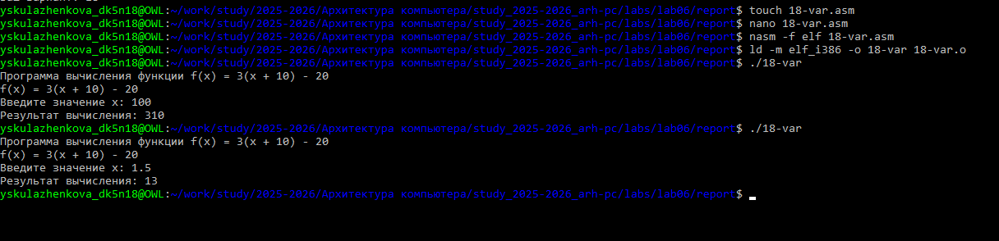 yskulazhenkova_dk5n18@OWL:~/work/study/2025-2026/Архитектура компьютера/study_2025-2026_arh-pc/labs/lab06/report$ touch 18-var.asm
yskulazhenkova_dk5n18@OWL:~/work/study/2025-2026/Архитектура компьютера/study_2025-2026_arh-pc/labs/lab06/report$ nano 18-var.asm
yskulazhenkova_dk5n18@OWL:~/work/study/2025-2026/Архитектура компьютера/study_2025-2026_arh-pc/labs/lab06/report$ nasm -f elf 18-var.asm
yskulazhenkova_dk5n18@OWL:~/work/study/2025-2026/Архитектура компьютера/study_2025-2026_arh-pc/labs/lab06/report$ ld -m elf_i386 -o 18-var 18-var.o
yskulazhenkova_dk5n18@OWL:~/work/study/2025-2026/Архитектура компьютера/study_2025-2026_arh-pc/labs/lab06/report$ ./18-var
Программа вычисления функции f(x) = 3(x + 10) - 20
f(x) = 3(x + 10) - 20
Введите значение x: 100
Результат вычисления: 310
yskulazhenkova_dk5n18@OWL:~/work/study/2025-2026/Архитектура компьютера/study_2025-2026_arh-pc/labs/lab06/report$ ./18-var
Программа вычисления функции f(x) = 3(x + 10) - 20
f(x) = 3(x + 10) - 20
Введите значение x: 1.5
Результат вычисления: 13
yskulazhenkova_dk5n18@OWL:~/work/study/2025-2026/Архитектура компьютера/study_2025-2026_arh-pc/labs/lab06/report$